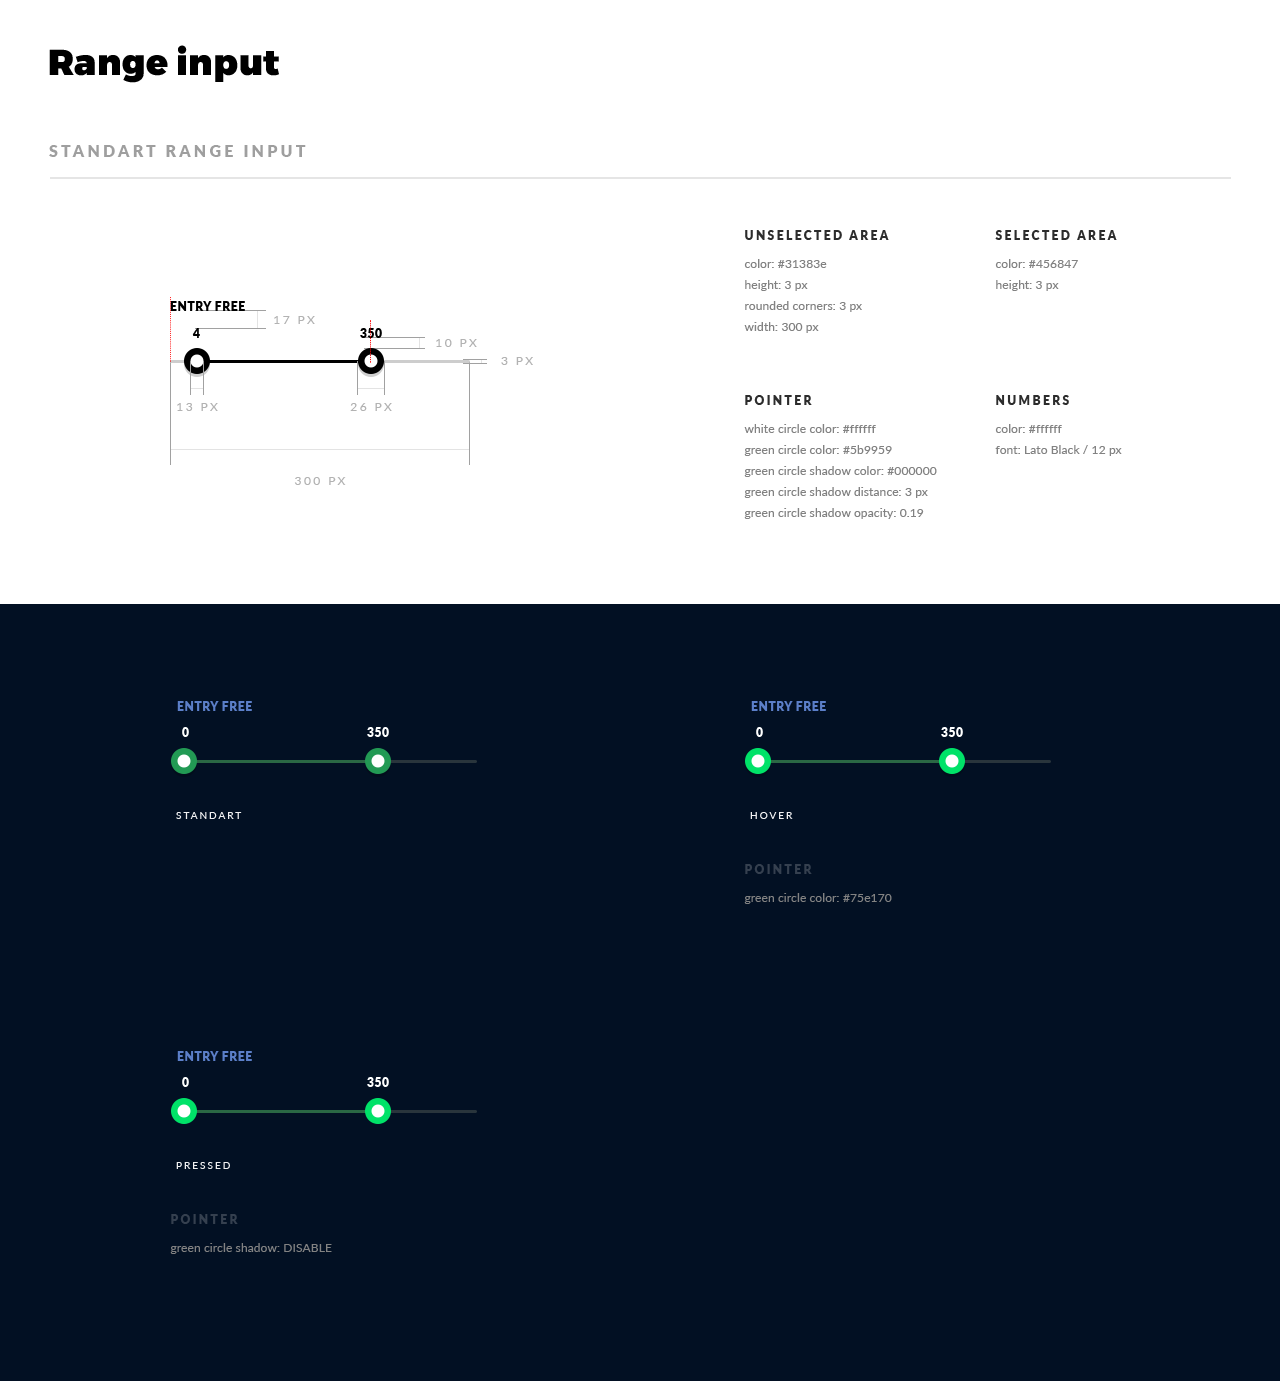 Range input
STANDART RANGE INPUT
ENTRY FREE
17 PX
4
350
10 PX
3 PX
13 PX
26 PX
300 PX
UNSELECTED AREA
color: #31383e
height: 3 px
rounded corners: 3 px
width: 300 px
SELECTED AREA
color: #456847
height: 3 px
POINTER
white circle color: #ffffff
green circle color: #5b9959
green circle shadow color: #000000
green circle shadow distance: 3 px
green circle shadow opacity: 0.19
NUMBERS
color: #ffffff
font: Lato Black / 12 px
ENTRY FREE
0
350
STANDART
ENTRY FREE
0
350
HOVER
POINTER
green circle color: #75e170
ENTRY FREE
0
350
PRESSED
POINTER
green circle shadow: DISABLE